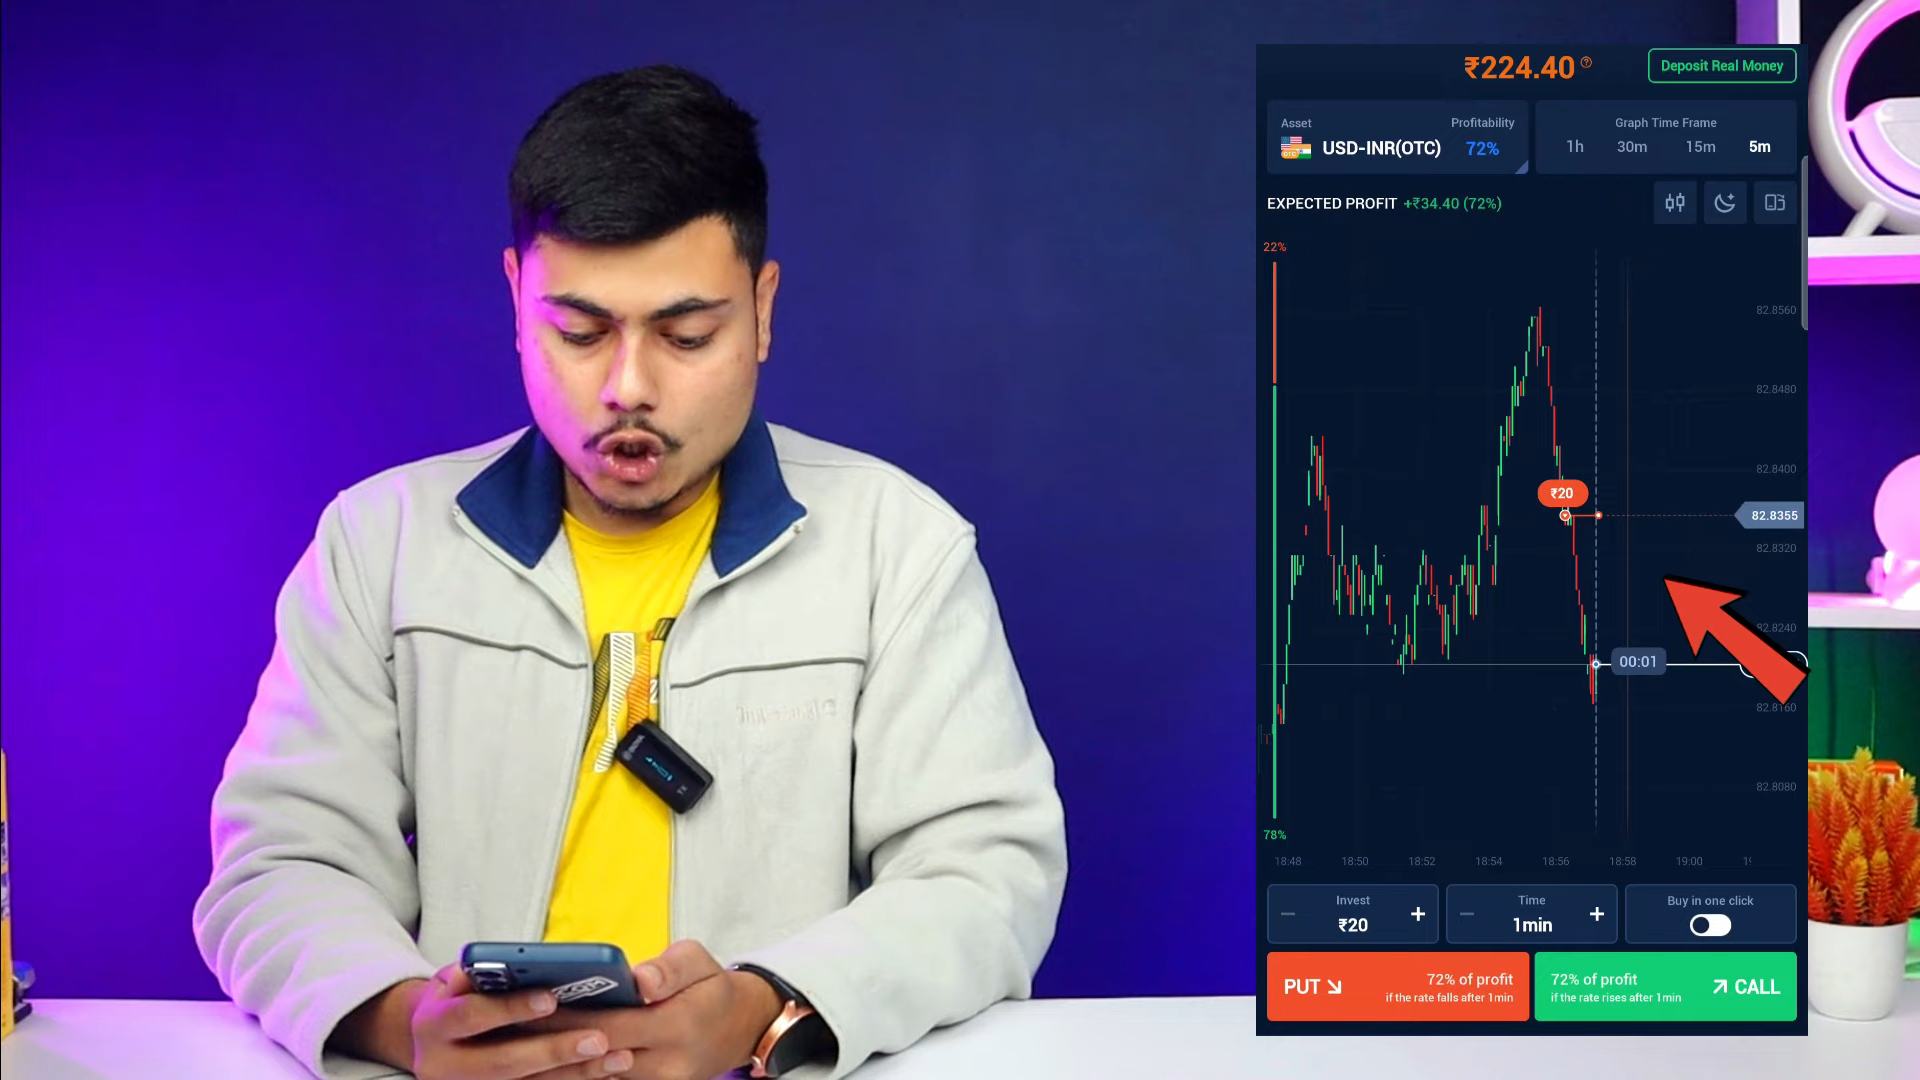 ₹224.40
Deposit Real Money
Asset
Profitability
Graph Time Frame
USD-INR(OTC)
72%
1h
30m
15m
5m
EXPECTED PROFIT +₹34.40 (72%)
22%
82.8560
82.8480
82.8400
₹20
82.8355
82.8320
82.8240
00:01
82.8160
82.8080
78%
18:48
18:50
18:52
18:54
18:56
18:58
19:00
Invest
₹20
Time
1min
Buy in one click
PUT
72% of profit
if the rate falls after 1min
72% of profit
if the rate rises after 1min
CALL